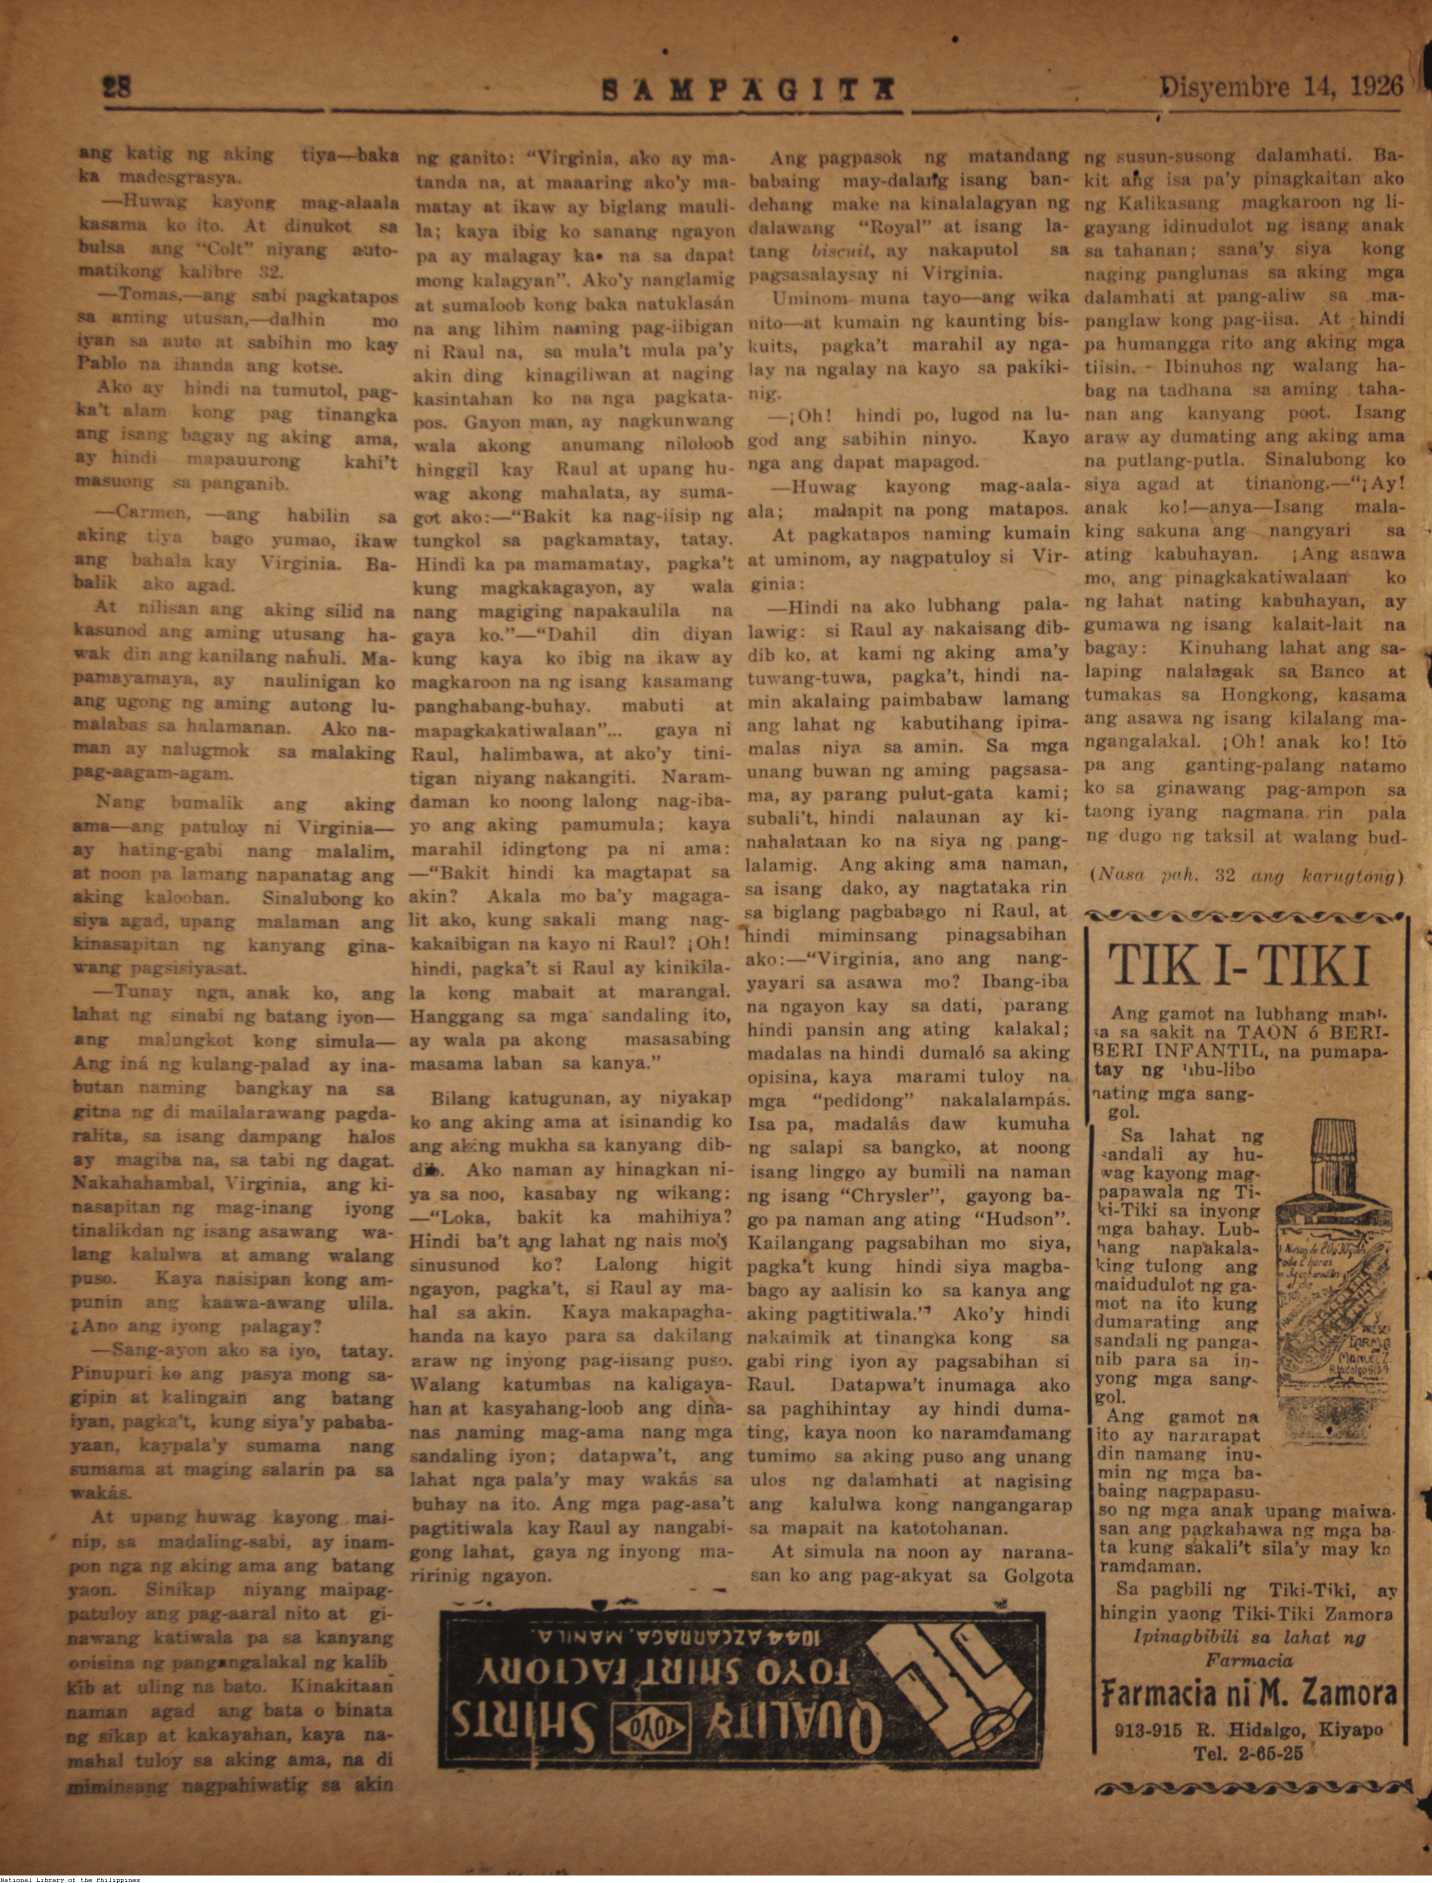 28
SAMPAGITA
Disyembre 14, 1926
ang katig ng aking tiya—baka
ka madesgrasya.
—Huwag kayong mag-alaala
kasama ko ito. At dinukot sa
bulsa ang “Colt” niyang auto-
matikong kalibre 32.
—Tomas,—ang sabi pagkatapos
sa aming utusan,—dalhin mo
iyan sa auto at sabihin mo kay
Pablo na ihanda ang kotse.
Ako ay hindi na tumutol, pag-
ka't alam kong pag tinangka
ang isang bagay ng aking ama,
ay hindi mapauurong kahi't
masuong sa panganib.
—Carmen, —ang habilin sa
aking tiya bago yumao, ikaw
ang bahala kay Virginia. Ba-
balik ako agad.
At nilisan ang aking silid na
kasunod ang aming utusang ha-
wak din ang kanilang nahuli. Ma-
pamayamaya, ay naulinigan ko
ang ugong ng aming autong lu-
malabas sa halamanan. Ako na-
man ay nalugmok sa malaking
pag-aagam-agam.
Nang bumalik ang aking
ama—ang patuloy ni Virginia—
ay hating-gabi nang malalim,
at noon pa lamang napanatag ang
aking kalooban. Sinalubong ko
siya agad, upang malaman ang
kinasapitan ng kanyang gina-
wang pagsisiyasat.
—Tunay nga, anak ko, ang
lahat ng sinabi ng batang iyon—
ang malungkot kong simula—
Ang iná ng kulang-palad ay ina-
butan naming bangkay na sa
gitna ng di mailalarawang pagda-
ralita, sa isang dampang halos
ay magiba na, sa tabi ng dagat.
Nakahahambal, Virginia, ang ki-
nasapitan ng mag-inang iyong
tinalikdan ng isang asawang wa-
lang kalulwa at amang walang
puso. Kaya naisipan kong am-
punin ang kaawa-awang ulila.
¿Ano ang iyong palagay?
—Sang-ayon ako sa iyo, tatay.
Pinupuri ko ang pasya mong sa-
gipin at kalingain ang batang
iyan, pagka't, kung siya'y pababa-
yaan, kaypala'y sumama nang
sumama at maging salarin pa sa
wakás.
At upang huwag kayong mai-
nip, sa madaling-sabi, ay inam-
pon nga ng aking ama ang batang
yaon. Sinikap niyang maipag-
patuloy ang pag-aaral nito at gi-
nawang katiwala pa sa kanyang
opisina ng pangangalakal ng kalib
kib at uling na bato. Kinakitaan
naman agad ang bata o binata
ng sikap at kakayahan, kaya na-
mahal tuloy sa aking ama, na di
miminsang nagpahiwatig sa akin
ng ganito: “Virginia, ako ay ma-
tanda na, at maaaring ako'y ma-
matay at ikaw ay biglang mauli-
la; kaya ibig ko sanang ngayon
pa ay malagay ka na sa dapat
mong kalagyan”. Ako'y nanglamig
at sumaloob kong baka natuklasán
na ang lihim naming pag-iibigan
ni Raul na, sa mula't mula pa'y
akin ding kinagiliwan at naging
kasintahan ko na nga pagkata-
pos. Gayon man, ay nagkunwang
wala akong anumang niloloob
hinggil kay Raul at upang hu-
wag akong mahalata, ay suma-
got ako:—“Bakit ka nag-iisip ng
tungkol sa pagkamatay, tatay.
Hindi ka pa mamamatay, pagka't
kung magkakagayon, ay wala
nang magiging napakaulila na
gaya ko.”—“Dahil din diyan
kung kaya ko ibig na ikaw ay
magkaroon na ng isang kasamang
panghabang-buhay. mabuti at
mapagkakatiwalaan”... gaya ni
Raul, halimbawa, at ako'y tini-
tigan niyang nakangiti. Naram-
daman ko noong lalong nag-iba-
yo ang aking pamumula; kaya
marahil idingtong pa ni ama:
—“Bakit hindi ka magtapat sa
akin? Akala mo ba'y magaga-
lit ako, kung sakali mang nag-
kakaibigan na kayo ni Raul? ¡Oh!
hindi, pagka't si Raul ay kinikila-
la kong mabait at marangal.
Hanggang sa mga sandaling ito,
ay wala pa akong masasabing
masama laban sa kanya.”
Bilang katugunan, ay niyakap
ko ang aking ama at isinandig ko
ang aking mukha sa kanyang dib-
dib. Ako naman ay hinagkan ni-
ya sa noo, kasabay ng wikang:
—“Loka, bakit ka mahihiya?
Hindi ba't ang lahat ng nais mo'y
sinusunod ko? Lalong higit
ngayon, pagka't, si Raul ay ma-
hal sa akin. Kaya makapagha-
handa na kayo para sa dakilang
araw ng inyong pag-iisang puso.
Walang katumbas na kaligaya-
han at kasyahang-loob ang dina-
nas naming mag-ama nang mga
sandaling iyon; datapwa't, ang
lahat nga pala'y may wakás sa
buhay na ito. Ang mga pag-asa't
pagtitiwala kay Raul ay nangabi-
gong lahat, gaya ng inyong ma-
ririnig ngayon.
Ang pagpasok ng matandang
babaing may-dalang isang ban-
dehang make na kinalalagyan ng
dalawang “Royal” at isang la-
tang biscuit, ay nakaputol sa
pagsasalaysay ni Virginia.
Uminom muna tayo—ang wika
nito—at kumain ng kaunting bis-
kuits, pagka't marahil ay nga-
lay na ngalay na kayo sa pakiki-
nig.
—¡Oh! hindi po, lugod na lu-
god ang sabihin ninyo. Kayo
nga ang dapat mapagod.
—Huwag kayong mag-aala-
ala; malapit na pong matapos.
At pagkatapos naming kumain
at uminom, ay nagpatuloy si Vir-
ginia:
—Hindi na ako lubhang pala-
lawig: si Raul ay nakaisang dib-
dib ko, at kami ng aking ama'y
tuwang-tuwa, pagka't, hindi na-
min akalaing paimbabaw lamang
ang lahat ng kabutihang ipina-
malas niya sa amin. Sa mga
unang buwan ng aming pagsasa-
ma, ay parang pulut-gata kami;
subali't, hindi nalaunan ay ki-
nahalataan ko na siya ng pang-
lalamig. Ang aking ama naman,
sa isang dako, ay nagtataka rin
sa biglang pagbabago ni Raul, at
hindi miminsang pinagsabihan
ako:—“Virginia, ano ang nang-
yayari sa asawa mo? Ibang-iba
na ngayon kay sa dati, parang
hindi pansin ang ating kalakal;
madalas na hindi dumaló sa aking
opisina, kaya marami tuloy na
mga “pedidong” nakalalampás.
Isa pa, madalás daw kumuha
ng salapi sa bangko, at noong
isang linggo ay bumili na naman
ng isang “Chrysler”, gayong ba-
go pa naman ang ating “Hudson”.
Kailangang pagsabihan mo siya,
pagka't kung hindi siya magba-
bago ay aalisin ko sa kanya ang
aking pagtitiwala.” Ako'y hindi
nakaimik at tinangka kong sa
gabi ring iyon ay pagsabihan si
Raul. Datapwa't inumaga ako
sa paghihintay ay hindi duma-
ting, kaya noon ko naramdamang
tumimo sa aking puso ang unang
ulos ng dalamhati at nagising
ang kalulwa kong nangangarap
sa mapait na katotohanan.
At simula na noon ay narana-
san ko ang pag-akyat sa Golgota
ng susun-susong dalamhati. Ba-
kit ang isa pa'y pinagkaitan ako
ng Kalikasang magkaroon ng li-
gayang idinudulot ng isang anak
sa tahanan; sana'y siya kong
naging panglunas sa aking mga
dalamhati at pang-aliw sa ma-
panglaw kong pag-iisa. At hindi
pa humangga rito ang aking mga
tiisin. Ibinuhos ng walang ha-
bag na tadhana sa aming taha-
nan ang kanyang poot. Isang
araw ay dumating ang aking ama
na putlang-putla. Sinalubong ko
siya agad at tinanong.—“¡Ay!
anak ko!—anya—Isang mala-
king sakuna ang nangyari sa
ating kabuhayan. ¡Ang asawa
mo, ang pinagkakatiwalaan ko
ng lahat nating kabuhayan, ay
gumawa ng isang kalait-lait na
bagay: Kinuhang lahat ang sa-
laping nalalagak sa Banco at
tumakas sa Hongkong, kasama
ang asawa ng isang kilalang ma-
ngangalakal. ¡Oh! anak ko! Ito
pa ang ganting-palang natamo
ko sa ginawang pag-ampon sa
taong iyang nagmana rin pala
ng dugo ng taksil at walang bud-
(Nasa pah. 32 ang karugtong)
TIKI-TIKI
Ang gamot na lubhang mabi-
sa sa sakit na TAON ó BERI-
BERI INFANTIL, na pumapa-
tay ng libu-libo
nating mga sang-
gol.
Sa lahat ng
sandali ay hu-
wag kayong mag-
papawala ng Ti-
ki-Tiki sa inyong
mga bahay. Lub-
hang napakala-
king tulong ang
maidudulot ng ga-
mot na ito kung
dumarating ang
sandali ng panga-
nib para sa in-
yong mga sang-
gol.
Ang gamot na
ito ay nararapat
din namang inu-
min ng mga ba-
baing nagpapasu-
so ng mga anak upang maiwa-
san ang pagkahawa ng mga ba-
ta kung sakali't sila'y may ka
ramdaman.
Sa pagbili ng Tiki-Tiki, ay
hingin yaong Tiki-Tiki Zamora
Ipinagbibili sa lahat ng
Farmacia
Farmacia ni M. Zamora
913-915 R. Hidalgo, Kiyapo
Tel. 2-65-25
QUALITY TOYO SHIRTS
TOYO SHIRT FACTORY
1044 AZCARRAGA, MANILA.
National Library of the Philippines